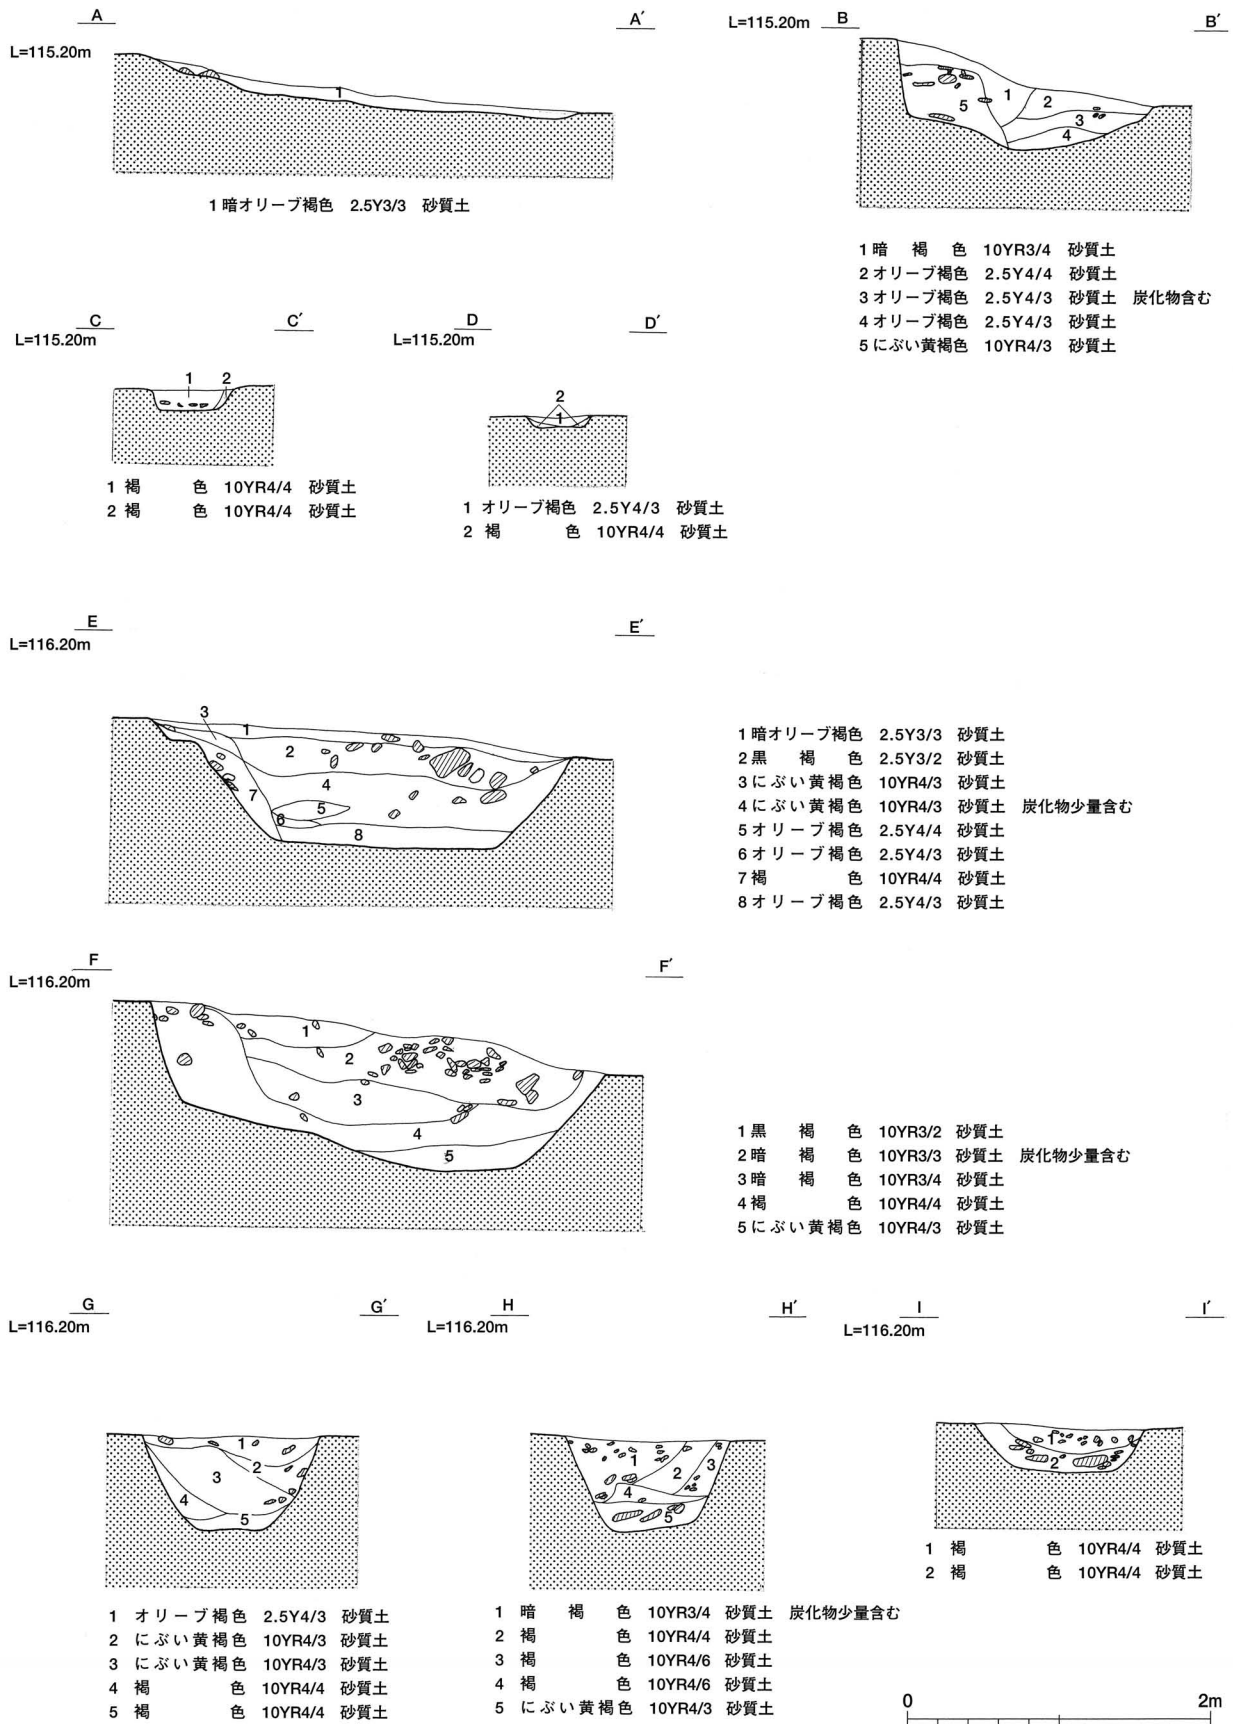 A A′
L=115.20m
1
1 暗オリーブ褐色 2.5Y3/3 砂質土
L=115.20m B B′
1 2 3 4 5
1 暗褐色 10YR3/4 砂質土
2 オリーブ褐色 2.5Y4/4 砂質土
3 オリーブ褐色 2.5Y4/3 砂質土 炭化物含む
4 オリーブ褐色 2.5Y4/3 砂質土
5 にぶい黄褐色 10YR4/3 砂質土
C C′
L=115.20m
1 2
1 褐色 10YR4/4 砂質土
2 褐色 10YR4/4 砂質土
D D′
L=115.20m
2
1
1 オリーブ褐色 2.5Y4/3 砂質土
2 褐色 10YR4/4 砂質土
E E′
L=116.20m
3 1 2 4 7 5 6 8
1 暗オリーブ褐色 2.5Y3/3 砂質土
2 黒褐色 2.5Y3/2 砂質土
3 にぶい黄褐色 10YR4/3 砂質土
4 にぶい黄褐色 10YR4/3 砂質土 炭化物少量含む
5 オリーブ褐色 2.5Y4/4 砂質土
6 オリーブ褐色 2.5Y4/3 砂質土
7 褐色 10YR4/4 砂質土
8 オリーブ褐色 2.5Y4/3 砂質土
F F′
L=116.20m
1
2
3
4
5
1 黒褐色 10YR3/2 砂質土
2 暗褐色 10YR3/3 砂質土 炭化物少量含む
3 暗褐色 10YR3/4 砂質土
4 褐色 10YR4/4 砂質土
5 にぶい黄褐色 10YR4/3 砂質土
G G′
L=116.20m
1
2
3
4
5
1 オリーブ褐色 2.5Y4/3 砂質土
2 にぶい黄褐色 10YR4/3 砂質土
3 にぶい黄褐色 10YR4/3 砂質土
4 褐色 10YR4/4 砂質土
5 褐色 10YR4/4 砂質土
H H′
L=116.20m
1 2 3
4
5
1 暗褐色 10YR3/4 砂質土 炭化物少量含む
2 褐色 10YR4/4 砂質土
3 褐色 10YR4/6 砂質土
4 褐色 10YR4/6 砂質土
5 にぶい黄褐色 10YR4/3 砂質土
I I′
L=116.20m
1
2
1 褐色 10YR4/4 砂質土
2 褐色 10YR4/4 砂質土
0 2m